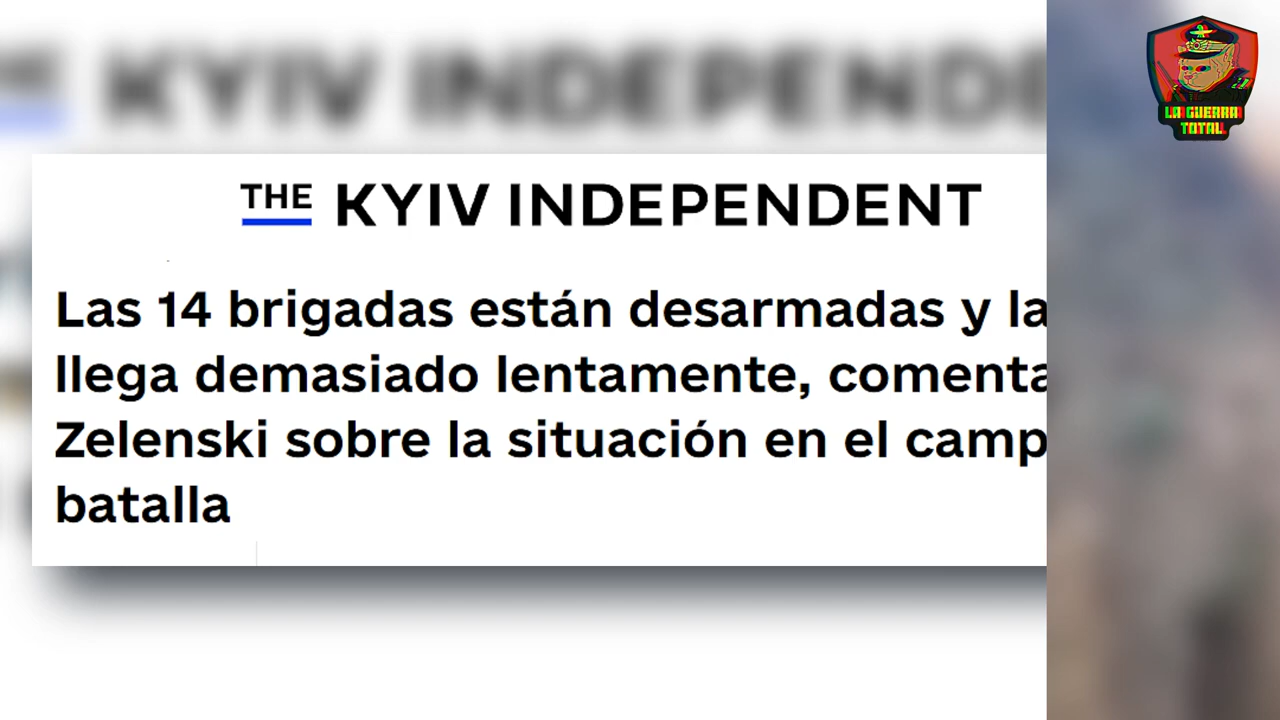 LA GUERRA
TOTAL
THE KYIV INDEPENDENT
Las 14 brigadas están desarmadas y la
llega demasiado lentamente, comenta
Zelenski sobre la situación en el camp
batalla